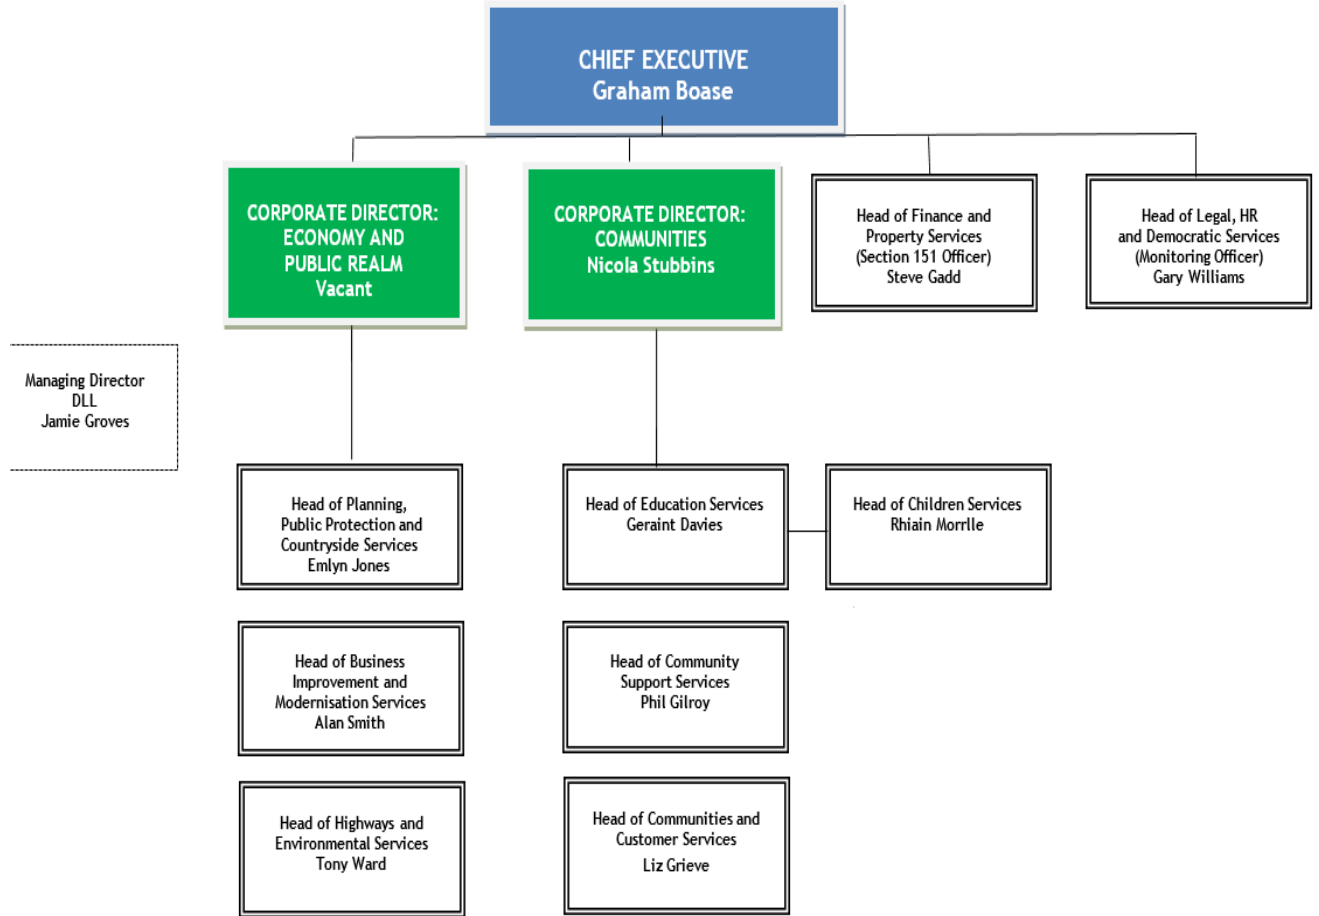 CHIEF EXECUTIVE
Graham Boase
CORPORATE DIRECTOR:
ECONOMY AND
PUBLIC REALM
Vacant
CORPORATE DIRECTOR:
COMMUNITIES
Nicola Stubbins
Head of Finance and
Property Services
(Section 151 Officer)
Steve Gadd
Head of Legal, HR
and Democratic Services
(Monitoring Officer)
Gary Williams
Managing Director
DLL
Jamie Groves
Head of Planning,
Public Protection and
Countryside Services
Emlyn Jones
Head of Education Services
Geraint Davies
Head of Children Services
Rhiain Morrlle
Head of Business
Improvement and
Modernisation Services
Alan Smith
Head of Community
Support Services
Phil Gilroy
Head of Highways and
Environmental Services
Tony Ward
Head of Communities and
Customer Services
Liz Grieve